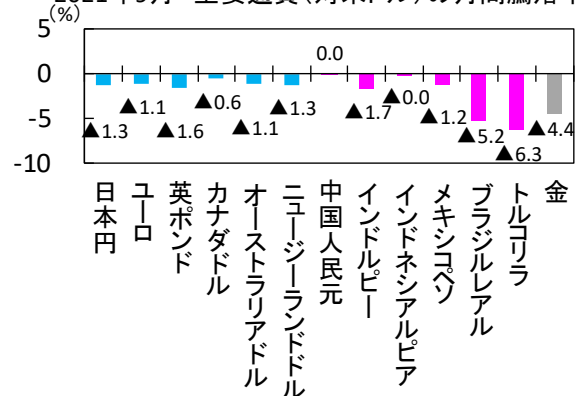 2021年9月 主要通貨(対米ドル)の月間騰落率
(%)
5
0
-5
-10
0.0
▲1.3
▲1.1
▲1.6
▲0.6
▲1.1
▲1.3
▲1.7
▲0.0
▲1.2
▲5.2
▲6.3
▲4.4
日本円
ユーロ
英ポンド
カナダドル
オーストラリアドル
ニュージーランドドル
中国人民元
インドルピー
インドネシアルピア
メキシコペソ
ブラジルレアル
トルコリラ
金